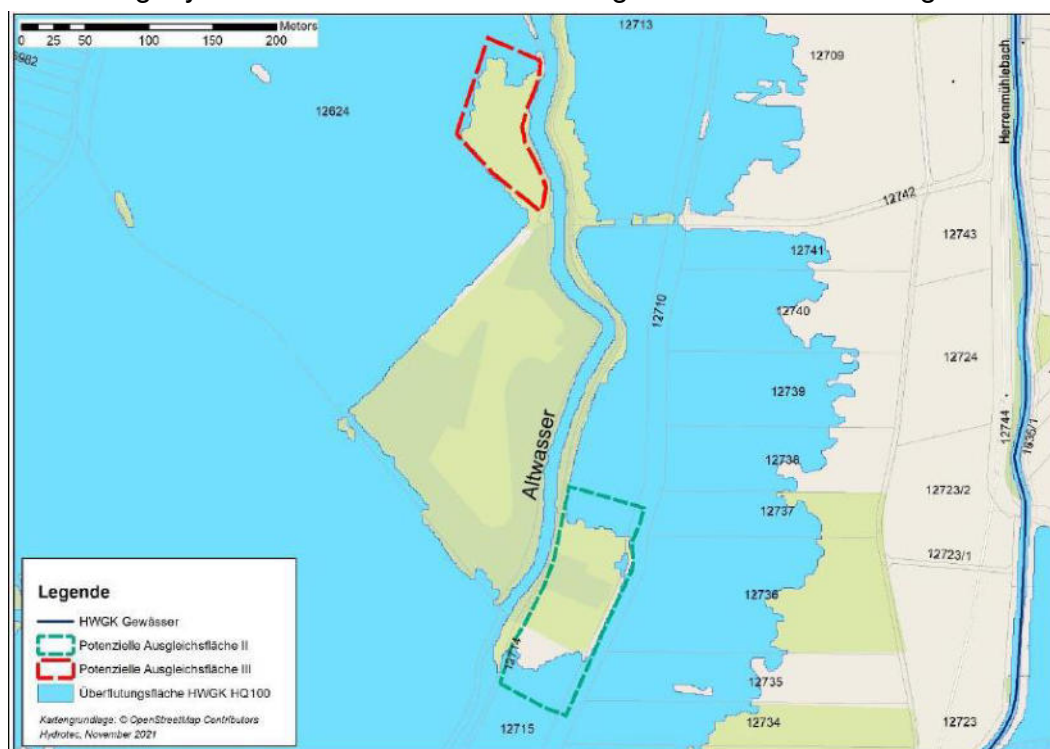 Meters
0 25 50 100 150 200
12713
12709
12624
Herrenmühlebach
12742
12743
12741
12710
12740
12724
12739
12744
1635/1
12738
Altwasser
12723/2
12737
12723/1
12736
12714
12735
12734
12723
12715
Legende
HWGK Gewässer
Potenzielle Ausgleichsfläche II
Potenzielle Ausgleichsfläche III
Überflutungsfläche HWGK HQ100
Kartengrundlage: © OpenStreetMap Contributors
Hydrotec, November 2021